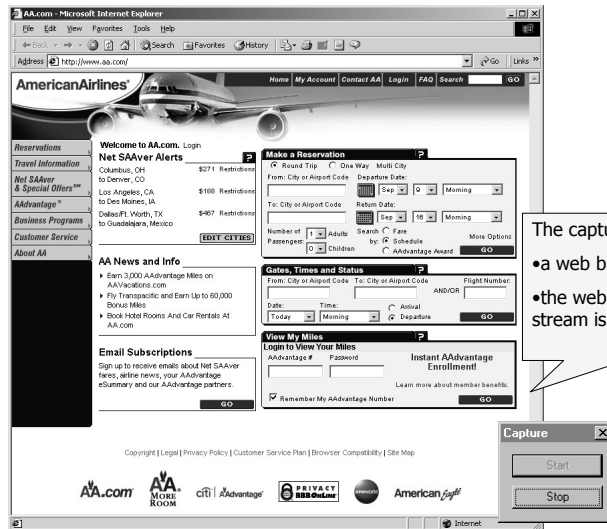 AA.com - Microsoft Internet Explorer
File Edit View Favorites Tools Help
Back Search Favorites History
Address http://www.aa.com/ Go Links »
AmericanAirlines®
Home My Account Contact AA Login FAQ Search GO
Reservations
Travel Information
Net SAAver & Special Offers℠
AAdvantage®
Business Programs
Customer Service
About AA
Welcome to AA.com. Login
Net SAAver Alerts ?
Columbus, OH $271 Restrictions
to Denver, CO
Los Angeles, CA $188 Restrictions
to Des Moines, IA
Dallas/Ft. Worth, TX $467 Restrictions
to Guadalajara, Mexico
EDIT CITIES
AA News and Info
Earn 3,000 AAdvantage Miles on
AAVacations.com
Fly Transpacific and Earn Up to 60,000
Bonus Miles
Book Hotel Rooms And Car Rentals At
AA.com
Email Subscriptions
Sign up to receive emails about Net SAAver
fares, airline news, your AAdvantage
eSummary and our AAdvantage partners.
GO
Make a Reservation ?
Round Trip One Way Multi City
From: City or Airport Code Departure Date:
Sep 9 Morning
To: City or Airport Code Return Date:
Sep 16 Morning
Number of 1 Adults Search Fare More Options
Passengers: 0 Children by: Schedule
AAdvantage Award GO
Gates, Times and Status ?
From: City or Airport Code To: City or Airport Code Flight Number:
AND/OR
Date: Time: Arrival
Today Morning Departure GO
View My Miles ?
Login to View Your Miles
AAdvantage # Password Instant AAdvantage
Enrollment!
Learn more about member benefits.
Remember My AAdvantage Number GO
Copyright | Legal | Privacy Policy | Customer Service Plan | Browser Compatibility | Site Map
AA.com
AA
MORE
ROOM
citi AAdvantage®
PRIVACY
BBBOnLine
oneworld
American Eagle
Internet
The captu
•a web b
•the web
stream is
Capture X
Start
Stop